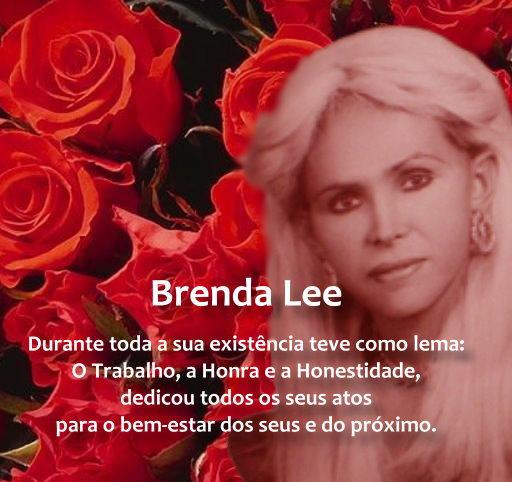 Brenda Lee
Durante toda a sua existência teve como lema:
O Trabalho, a Honra e a Honestidade,
dedicou todos os seus atos
para o bem-estar dos seus e do próximo.